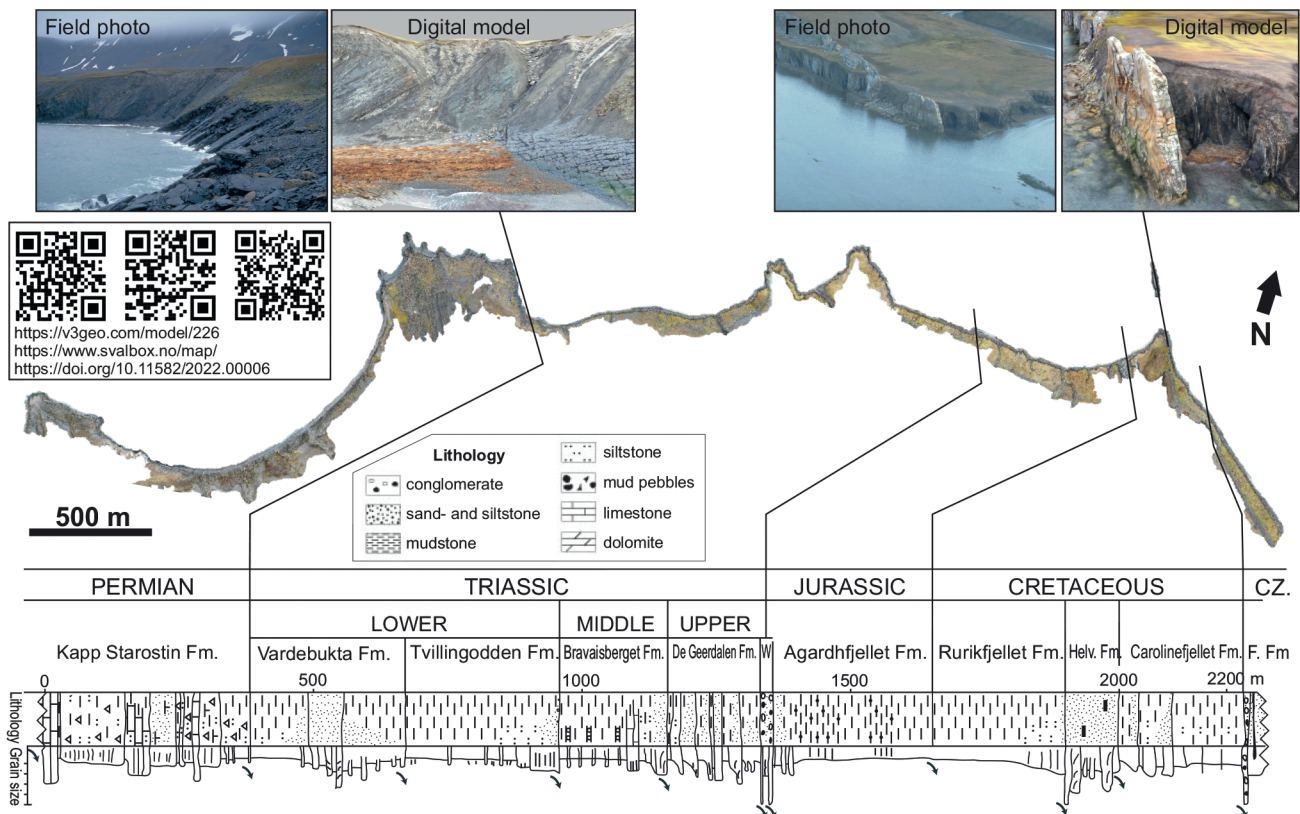 Field photo
Digital model
Field photo
Digital model
https://v3geo.com/model/226
https://www.svalbox.no/map/
https://doi.org/10.11582/2022.00006
N
500 m
Lithology
conglomerate
sand- and siltstone
mudstone
siltstone
mud pebbles
limestone
dolomite
PERMIAN
TRIASSIC
JURASSIC
CRETACEOUS
CZ.
LOWER
MIDDLE
UPPER
Kapp Starostin Fm.
Vardebukta Fm.
Tvillingodden Fm.
Bravaisberget Fm.
De Geerdalen Fm.
W
Agardhfjellet Fm.
Rurikfjellet Fm.
Helv. Fm
Carolinefjellet Fm.
F. Fm
0
500
1000
1500
2000
2200 m
Lithology
Grain size